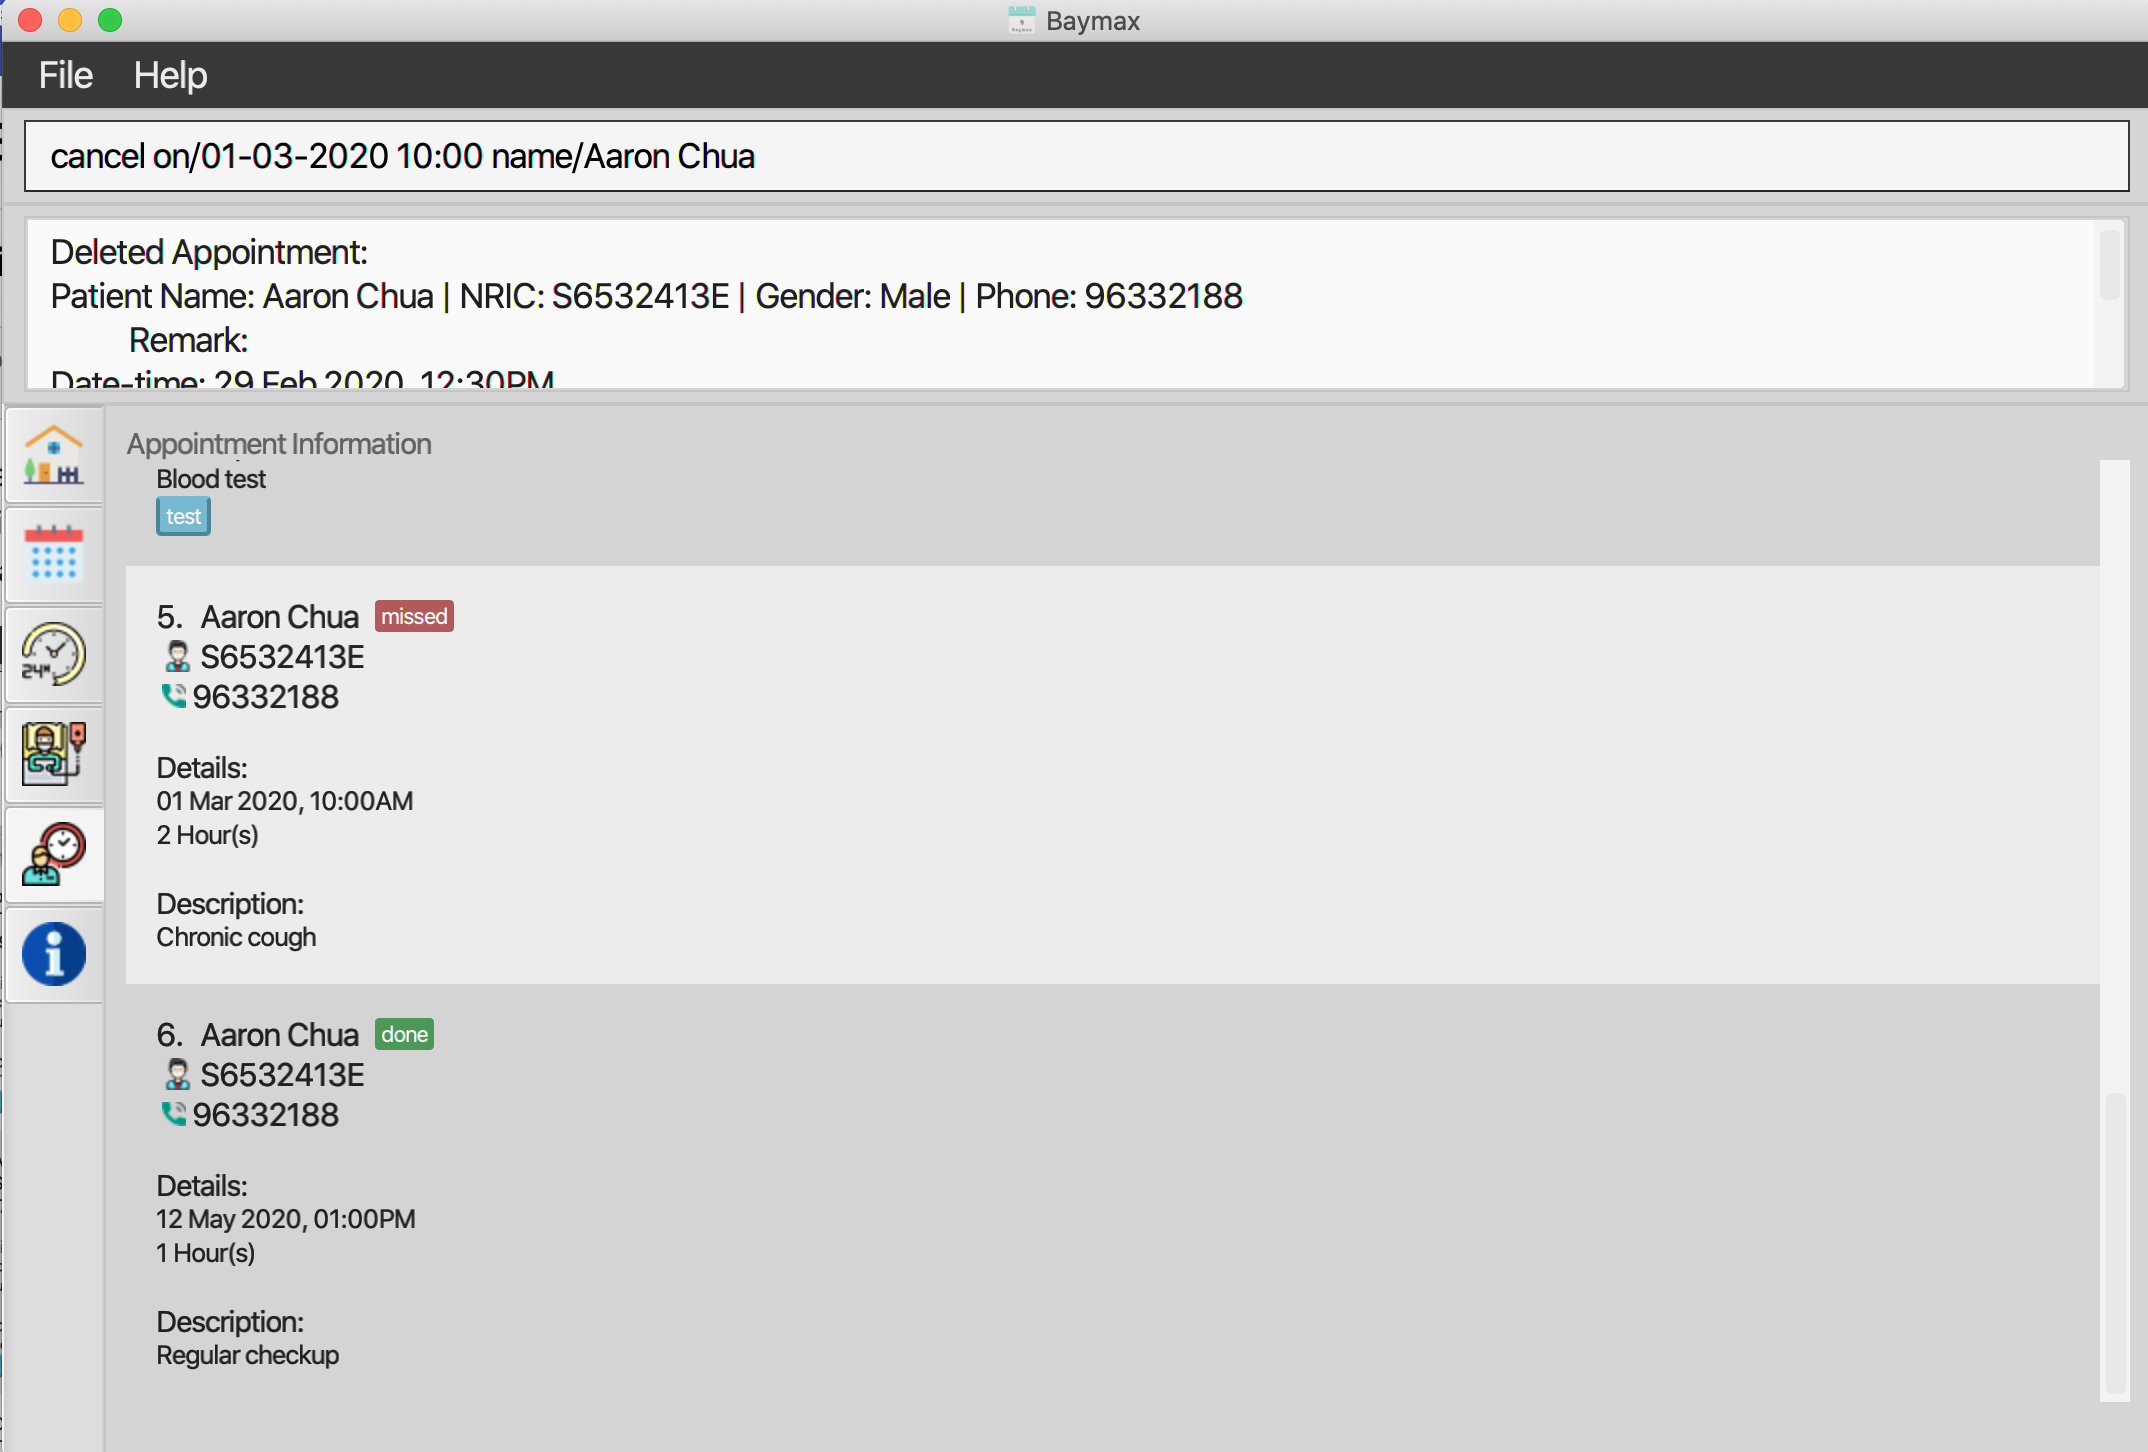 Baymax
File Help
cancel on/01-03-2020 10:00 name/Aaron Chua
Deleted Appointment:
Patient Name: Aaron Chua | NRIC: S6532413E | Gender: Male | Phone: 96332188
Remark:
Date-time: 29 Feb 2020, 12:30PM
Appointment Information
Blood test
test
5. Aaron Chua missed
S6532413E
96332188
Details:
01 Mar 2020, 10:00AM
2 Hour(s)
Description:
Chronic cough
6. Aaron Chua done
S6532413E
96332188
Details:
12 May 2020, 01:00PM
1 Hour(s)
Description:
Regular checkup